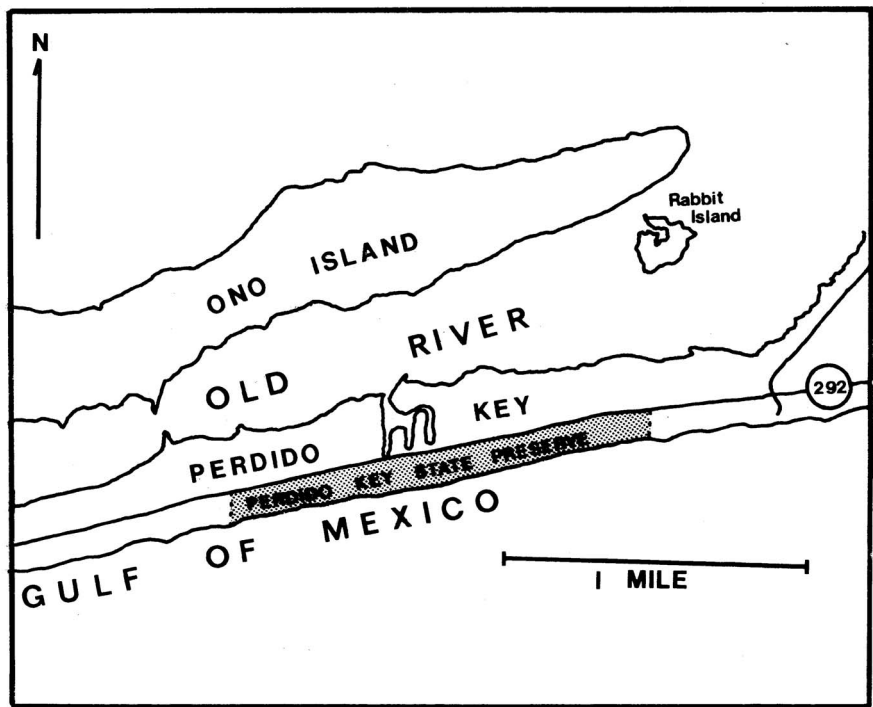 N
Rabbit
Island
ONO ISLAND
OLD RIVER
292
PERDIDO KEY
PERDIDO KEY STATE PRESERVE
GULF OF MEXICO
1 MILE